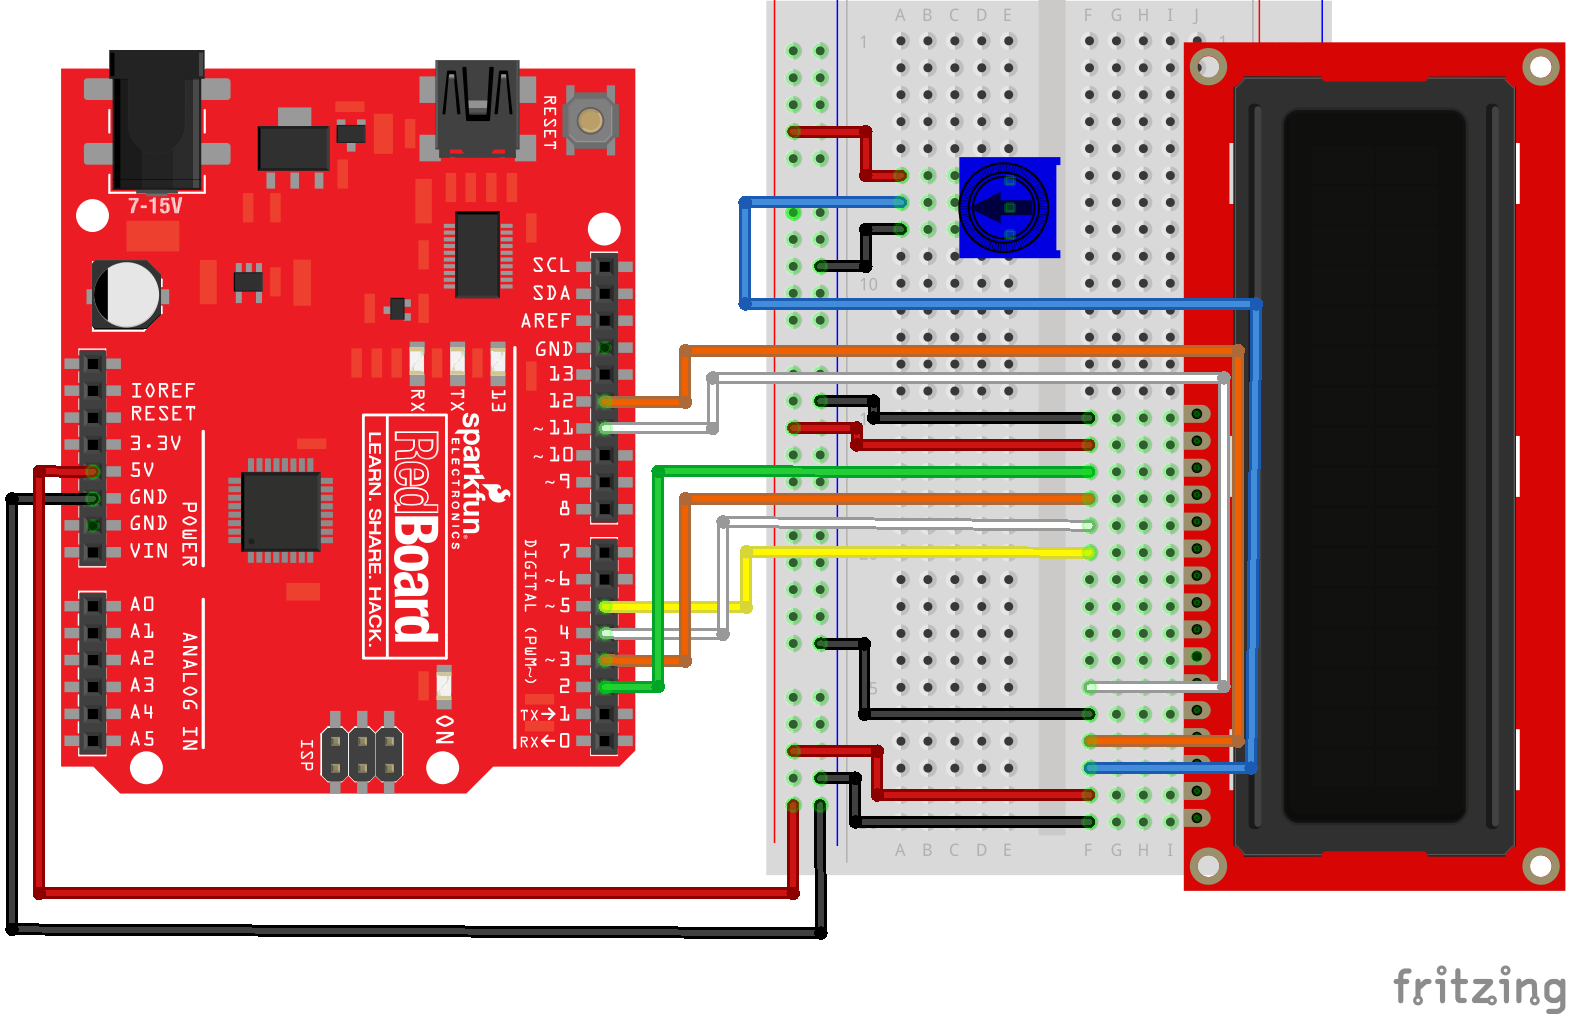 A B C D E F G H I J
1 1
7-15V
RESET
SCL
SDA
AREF
GND
13
12
~11
~10
~9
8
10
IOREF
RESET
3.3V
5V
GND
GND
VIN
POWER
RX
TX
13
sparkfun
ELECTRONICS
RedBoard
LEARN. SHARE. HACK.
7
~6
~5
4
~3
2
TX→1
RX←0
DIGITAL (PWM~)
A0
A1
A2
A3
A4
A5
ANALOG IN
ISP
ON
A B C D E F G H I
fritzing